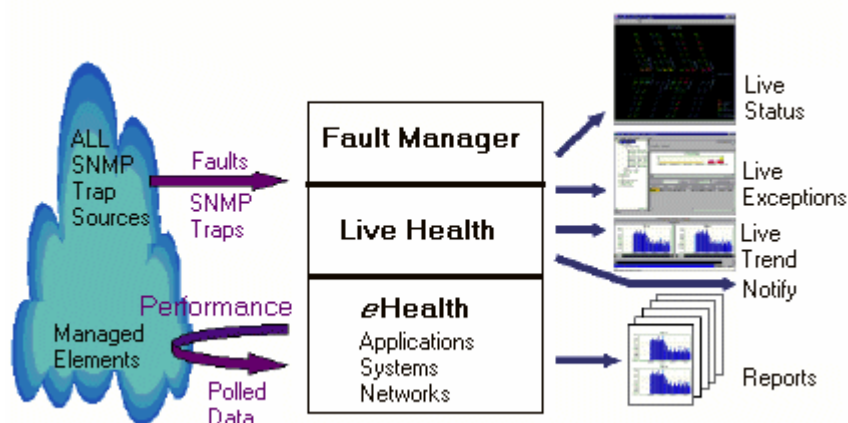 ALL
SNMP
Trap
Sources
Managed
Elements
Faults
SNMP
Traps
Performance
Polled
Data
Fault Manager
Live Health
eHealth
Applications
Systems
Networks
Live
Status
Live
Exceptions
Live
Trend
Notify
Reports